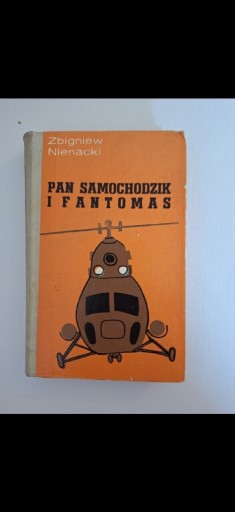 Zbigniew
Nienacki
PAN SAMOCHODZIK
I FANTOMAS